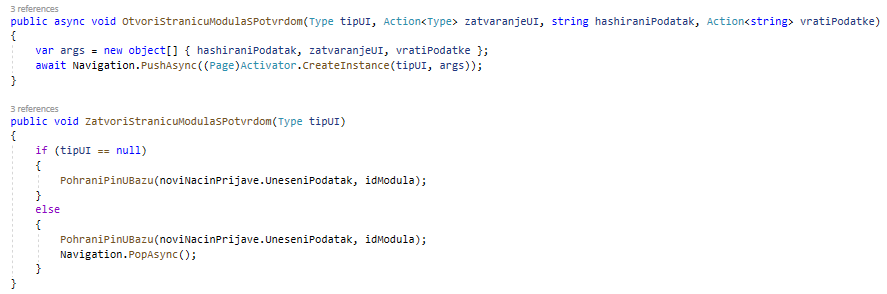 3 references
public async void OtvoriStranicuModulaSPotvrdom(Type tipUI, Action<Type> zatvaranjeUI, string hashiraniPodatak, Action<string> vratiPodatke)
{
var args = new object[] { hashiraniPodatak, zatvaranjeUI, vratiPodatke };
await Navigation.PushAsync((Page)Activator.CreateInstance(tipUI, args));
}
3 references
public void ZatvoriStranicuModulaSPotvrdom(Type tipUI)
{
if (tipUI == null)
{
PohraniPinUBazu(noviNacinPrijave.UneseniPodatak, idModula);
}
else
{
PohraniPinUBazu(noviNacinPrijave.UneseniPodatak, idModula);
Navigation.PopAsync();
}
}